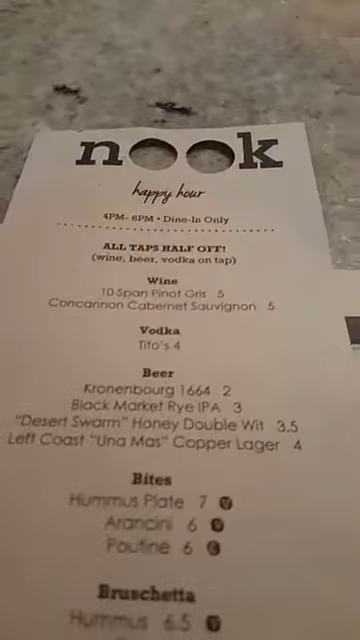 nook
happy hour
4PM- 6PM • Dine-In Only
ALL TAPS HALF OFF!
(wine, beer, vodka on tap)
Wine
10 Span Pinot Gris 5
Concannon Cabernet Sauvignon 5
Vodka
Tito's 4
Beer
Kronenbourg 1664 2
Black Market Rye IPA 3
"Desert Swarm" Honey Double Wit 3.5
Left Coast "Una Mas" Copper Lager 4
Bites
Hummus Plate 7 V
Arancini 6 V
Poutine 6
Bruschetta
Hummus 6.5 V